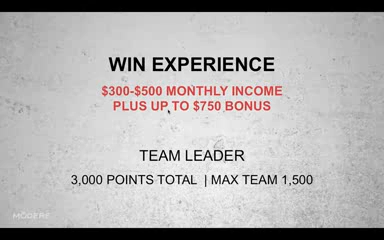 WIN EXPERIENCE
$300-$500 MONTHLY INCOME
PLUS UP TO $750 BONUS
TEAM LEADER
3,000 POINTS TOTAL | MAX TEAM 1,500
MODERE